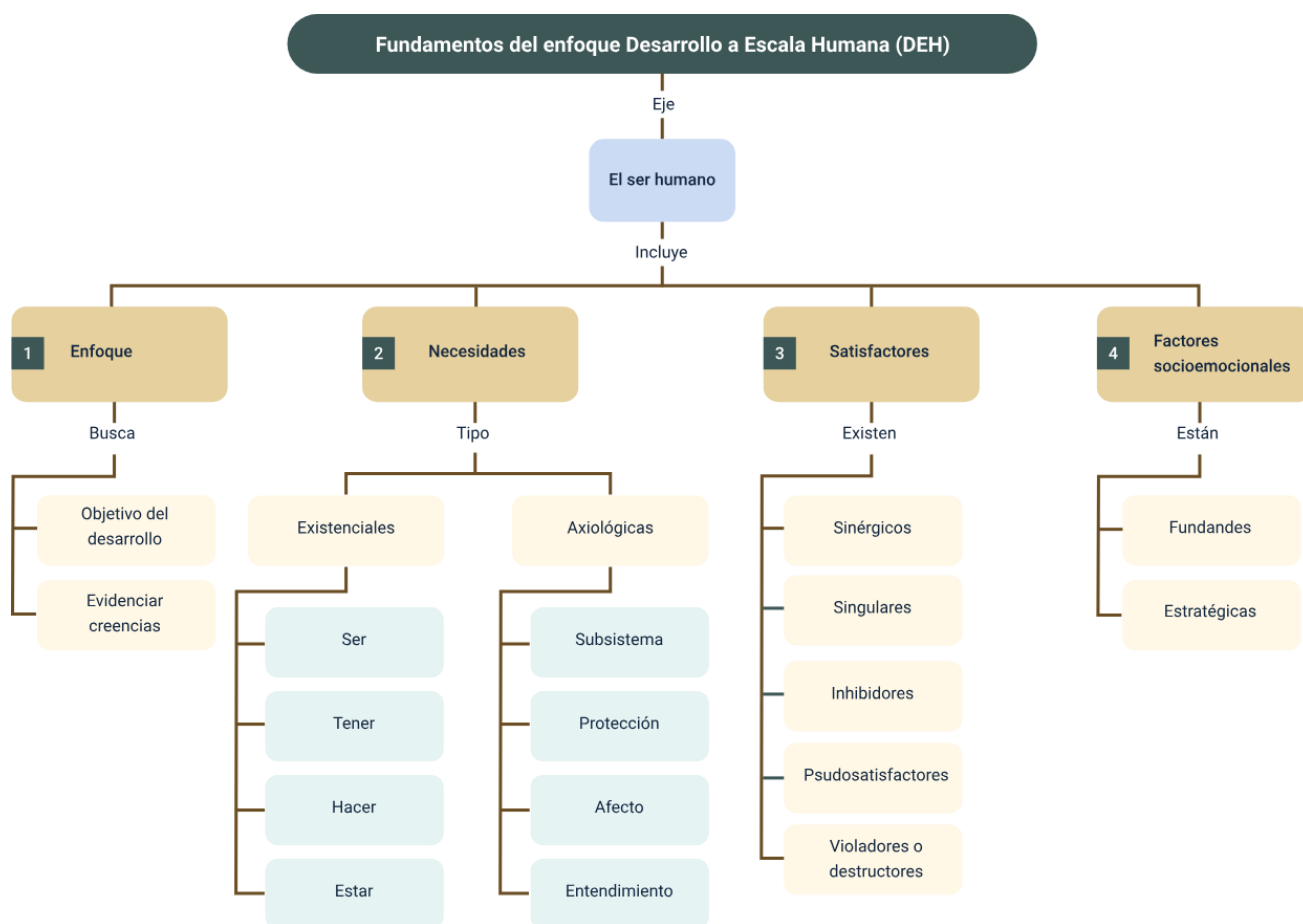 Fundamentos del enfoque Desarrollo a Escala Humana (DEH)
Eje
El ser humano
Incluye
1
Enfoque
Busca
Objetivo del
desarrollo
Evidenciar
creencias
2
Necesidades
Tipo
Existenciales
Ser
Tener
Hacer
Estar
Axiológicas
Subsistema
Protección
Afecto
Entendimiento
3
Satisfactores
Existen
Sinérgicos
Singulares
Inhibidores
Psudosatisfactores
Violadores o
destructores
4
Factores
socioemocionales
Están
Fundandes
Estratégicas